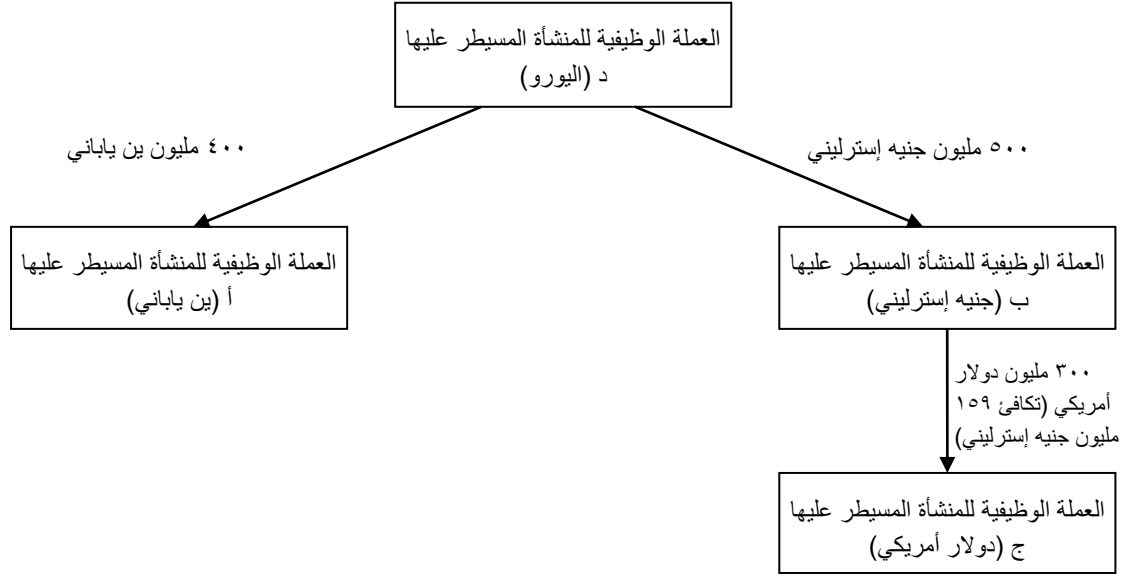 العملة الوظيفية للمنشأة المسيطر عليها
د (اليورو)
٤٠٠ مليون ين ياباني
٥٠٠ مليون جنيه إسترليني
العملة الوظيفية للمنشأة المسيطر عليها
أ (ين ياباني)
العملة الوظيفية للمنشأة المسيطر عليها
ب (جنيه إسترليني)
٣٠٠ مليون دولار
أمريكي (تكافئ ١٥٩
مليون جنيه إسترليني)
العملة الوظيفية للمنشأة المسيطر عليها
ج (دولار أمريكي)